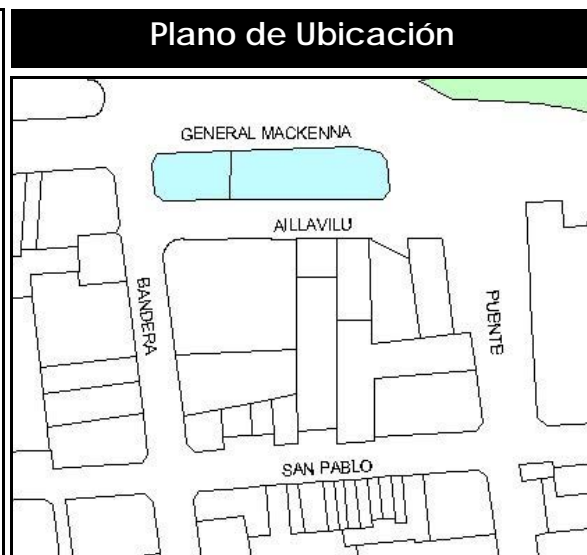 Plano de Ubicación
GENERAL MACKENNA
AILLAVILU
BANDERA
PUENTE
SAN PABLO